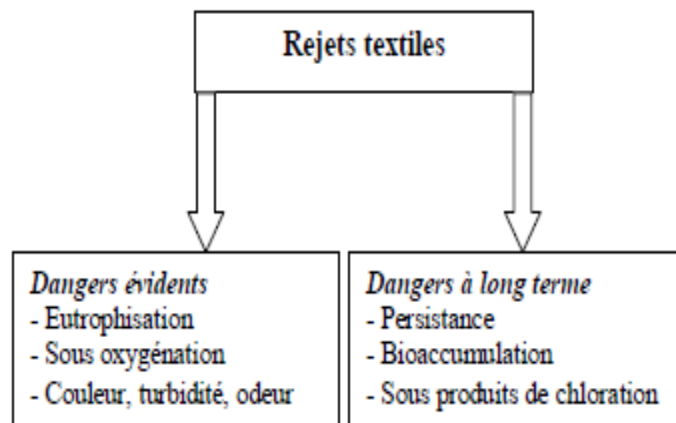 Rejets textiles
Dangers évidents
- Eutrophisation
- Sous oxygénation
- Couleur, turbidité, odeur
Dangers à long terme
- Persistance
- Bioaccumulation
- Sous produits de chloration